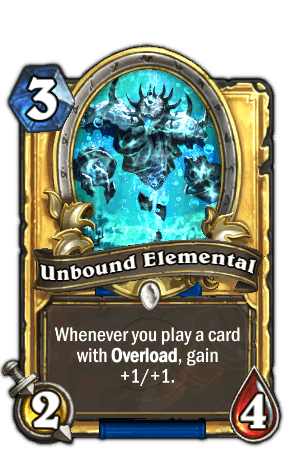 3
Unbound Elemental
Whenever you play a card
with Overload, gain
+1/+1.
2
4